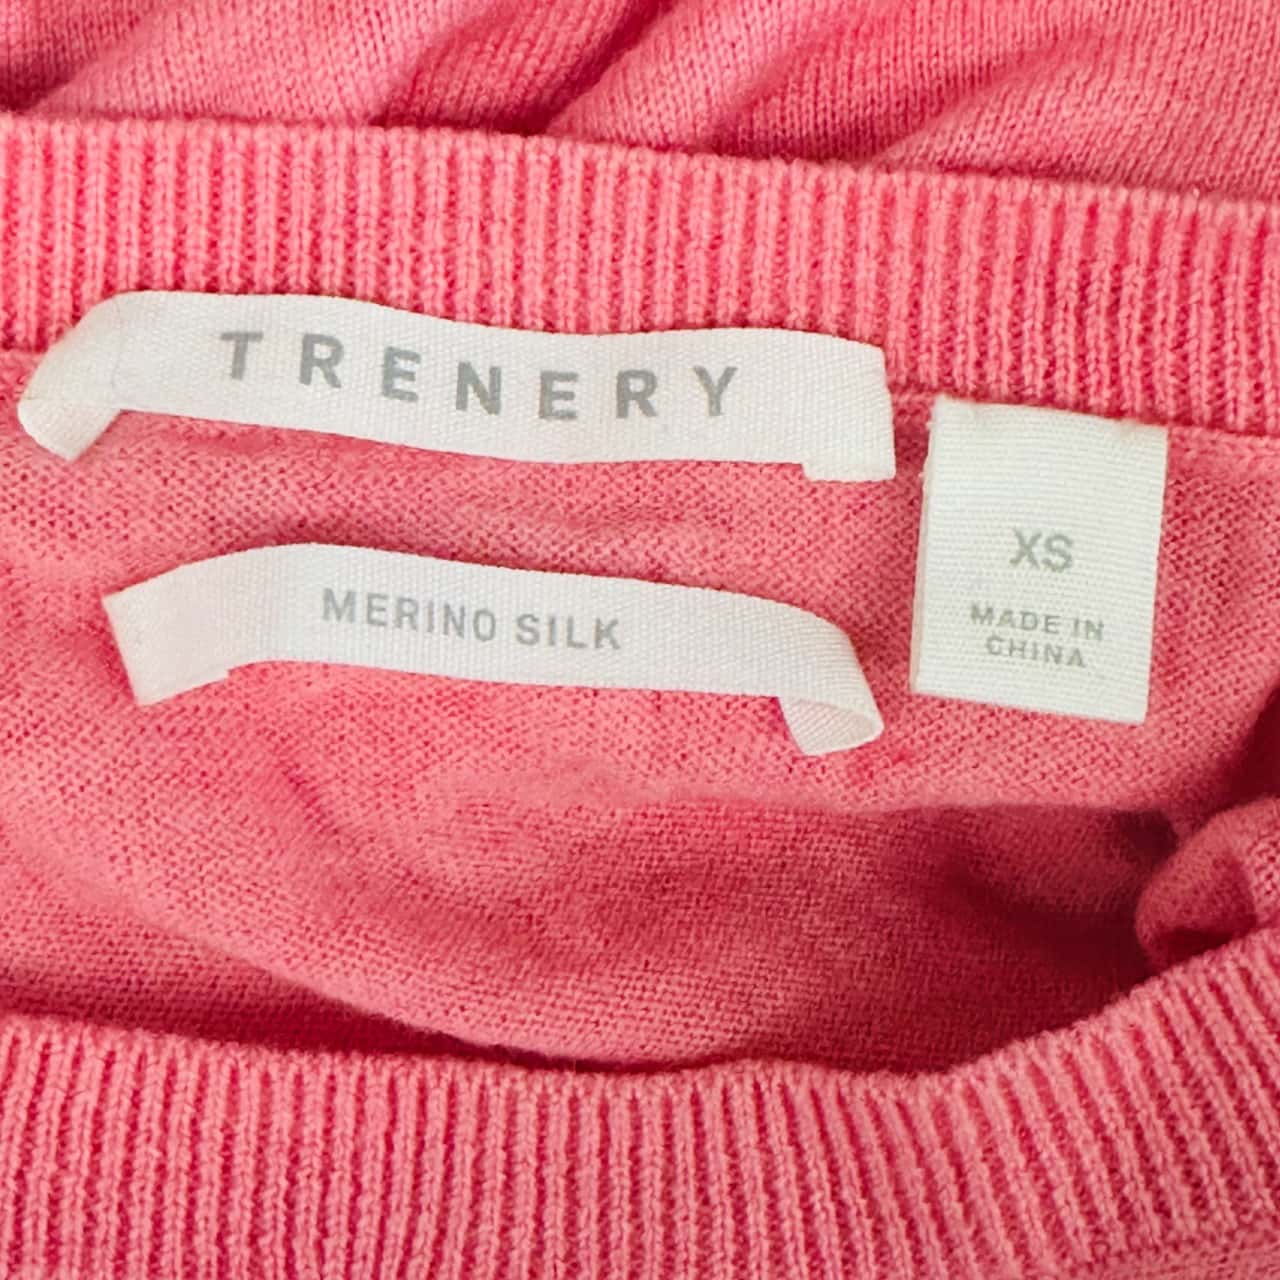 TRENERY
MERINO SILK
XS
MADE IN
CHINA